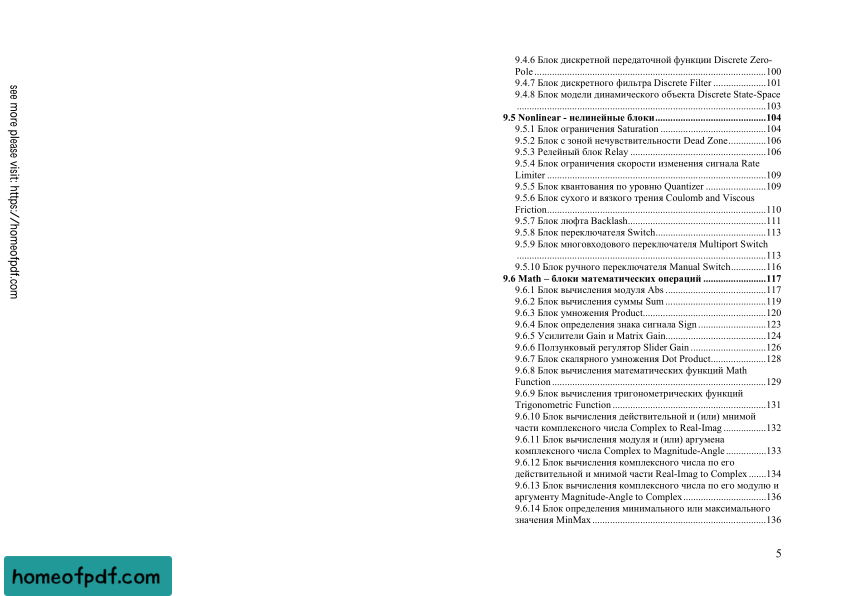 9.4.6 Блок дискретной передаточной функции Discrete Zero-
Pole ............................................................................................100
9.4.7 Блок дискретного фильтра Discrete Filter .....................101
9.4.8 Блок модели динамического объекта Discrete State-Space
...................................................................................................103
9.5 Nonlinear - нелинейные блоки............................................104
9.5.1 Блок ограничения Saturation ..........................................104
9.5.2 Блок с зоной нечувствительности Dead Zone...............106
9.5.3 Релейный блок Relay ......................................................106
9.5.4 Блок ограничения скорости изменения сигнала Rate
Limiter .......................................................................................109
9.5.5 Блок квантования по уровню Quantizer ........................109
9.5.6 Блок сухого и вязкого трения Coulomb and Viscous
Friction.......................................................................................110
9.5.7 Блок люфта Backlash.......................................................111
9.5.8 Блок переключателя Switch............................................113
9.5.9 Блок многовходового переключателя Multiport Switch
...................................................................................................113
9.5.10 Блок ручного переключателя Manual Switch..............116
9.6 Math – блоки математических операций .........................117
9.6.1 Блок вычисления модуля Abs ........................................117
9.6.2 Блок вычисления суммы Sum ........................................119
9.6.3 Блок умножения Product.................................................120
9.6.4 Блок определения знака сигнала Sign ...........................123
9.6.5 Усилители Gain и Matrix Gain........................................124
9.6.6 Ползунковый регулятор Slider Gain ..............................126
9.6.7 Блок скалярного умножения Dot Product......................128
9.6.8 Блок вычисления математических функций Math
Function .....................................................................................129
9.6.9 Блок вычисления тригонометрических функций
Trigonometric Function .............................................................131
9.6.10 Блок вычисления действительной и (или) мнимой
части комплексного числа Complex to Real-Imag .................132
9.6.11 Блок вычисления модуля и (или) аргумена
комплексного числа Complex to Magnitude-Angle ................133
9.6.12 Блок вычисления комплексного числа по его
действительной и мнимой части Real-Imag to Complex .......134
9.6.13 Блок вычисления комплексного числа по его модулю и
аргументу Magnitude-Angle to Complex.................................136
9.6.14 Блок определения минимального или максимального
значения MinMax .....................................................................136
5
see more please visit: https://homeofpdf.com
homeofpdf.com